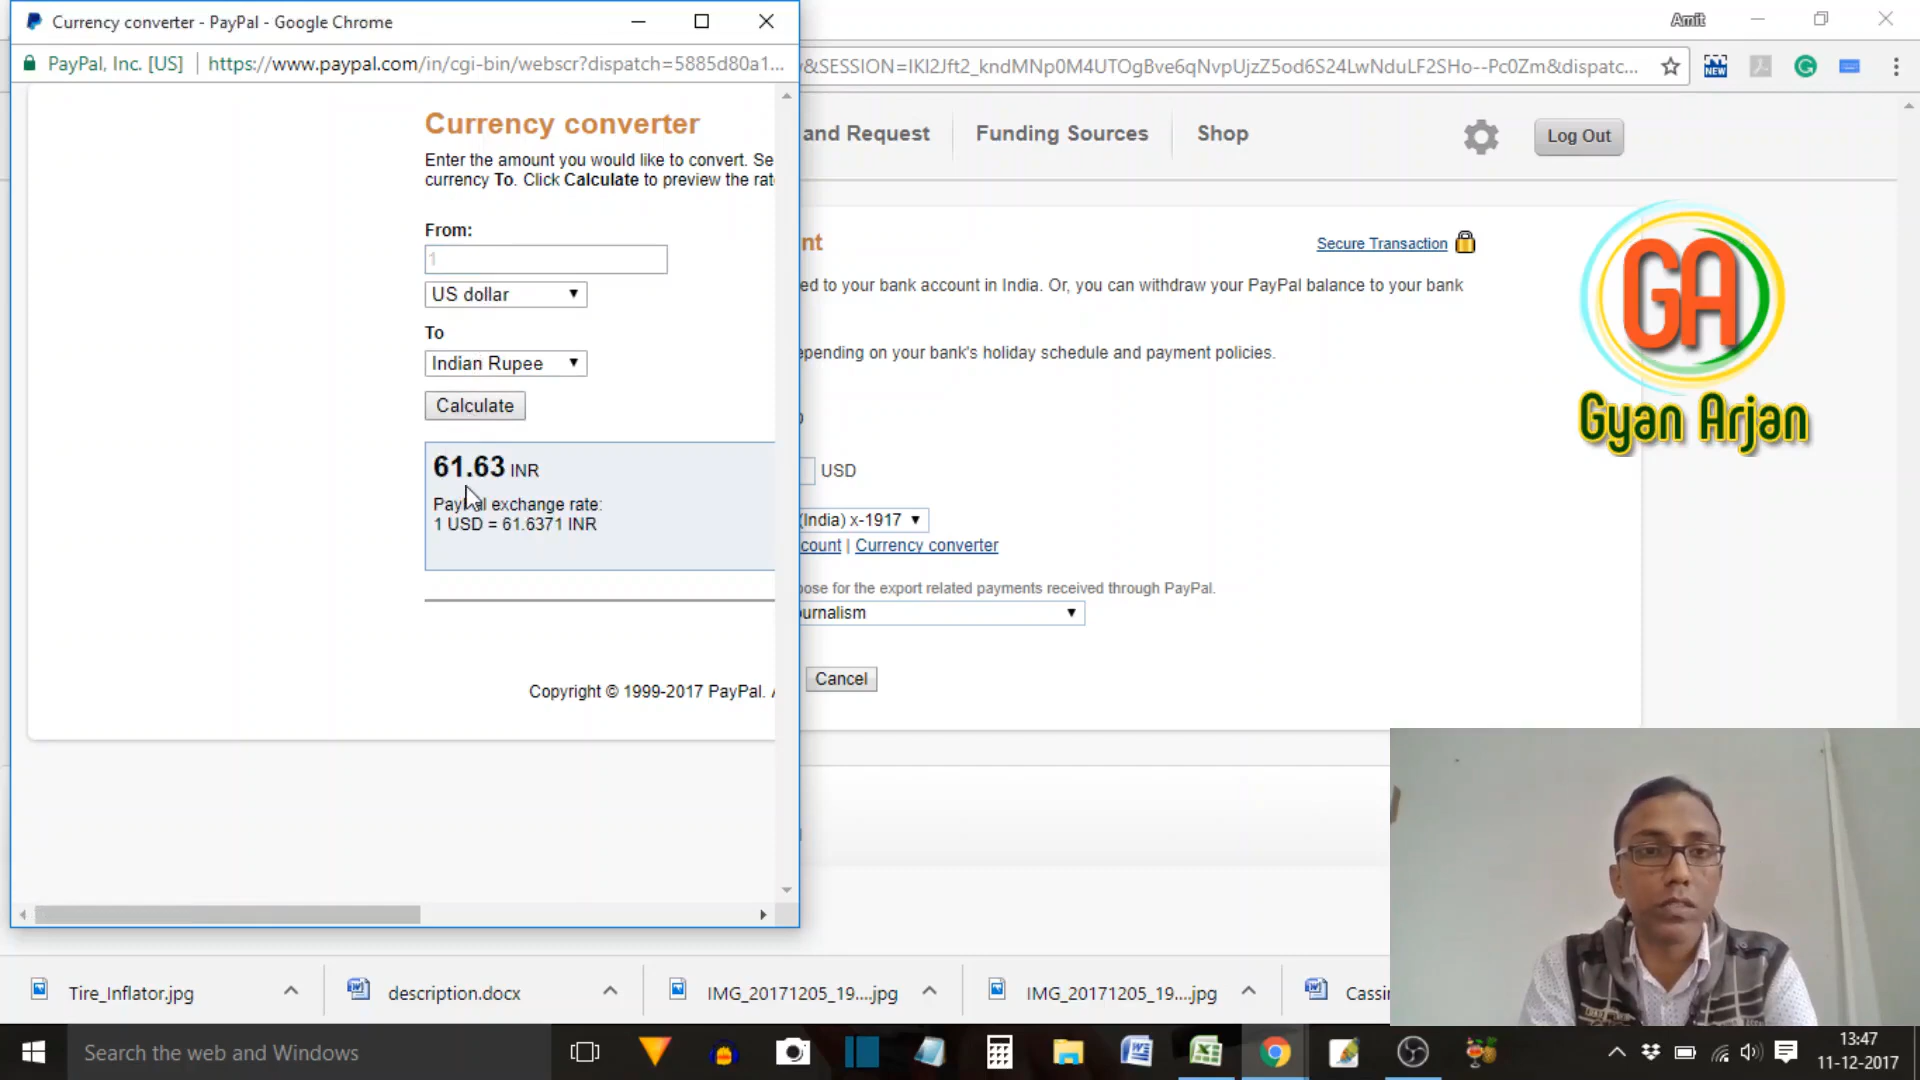 Currency converter - PayPal - Google Chrome
Amit
PayPal, Inc. [US]
https://www.paypal.com/in/cgi-bin/webscr?dispatch=5885d80a1...
&SESSION=IKI2Jft2_kndMNp0M4UTOgBve6qNvpUjzZ5od6S24LwNduLF2SHo--Pc0Zm&dispatc...
NEW
and Request
Funding Sources
Shop
Log Out
Currency converter
Enter the amount you would like to convert. Se
currency To. Click Calculate to preview the rat
From:
1
US dollar
To
Indian Rupee
Calculate
61.63 INR
PayPal exchange rate:
1 USD = 61.6371 INR
Copyright © 1999-2017 PayPal. A
nt
Secure Transaction
ed to your bank account in India. Or, you can withdraw your PayPal balance to your bank
epending on your bank's holiday schedule and payment policies.
USD
(India) x-1917
count | Currency converter
pose for the export related payments received through PayPal.
urnalism
Cancel
GA
Gyan Arjan
Tire_Inflator.jpg
description.docx
IMG_20171205_19....jpg
IMG_20171205_19....jpg
Cassi
Search the web and Windows
13:47
11-12-2017